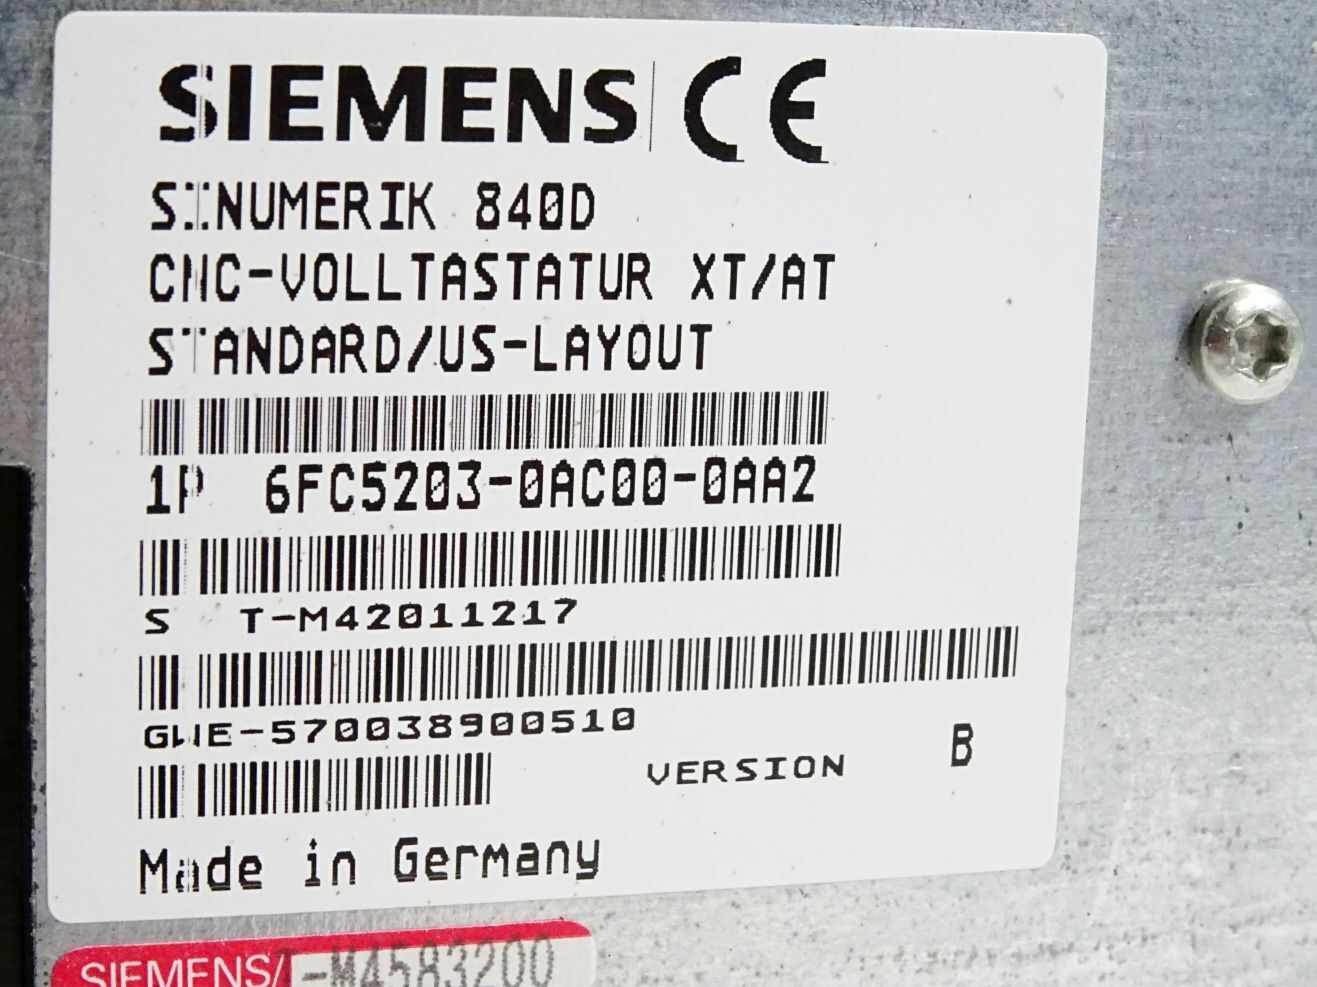 SIEMENS CE
SINUMERIK 840D
CNC-VOLLTASTATUR XT/AT
STANDARD/US-LAYOUT
1P 6FC5203-0AC00-0AA2
S T-M42011217
GWE-570038900510
VERSION B
Made in Germany
SIEMENS/T-M4583200